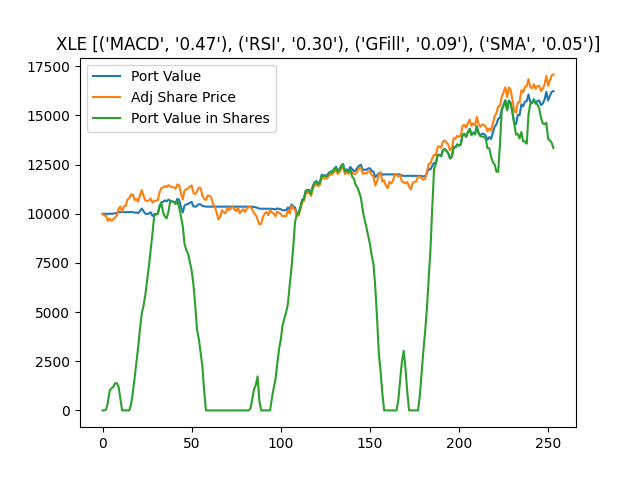 XLE [('MACD', '0.47'), ('RSI', '0.30'), ('GFill', '0.09'), ('SMA', '0.05')]
Port Value
Adj Share Price
Port Value in Shares
17500
15000
12500
10000
7500
5000
2500
0
0 50 100 150 200 250